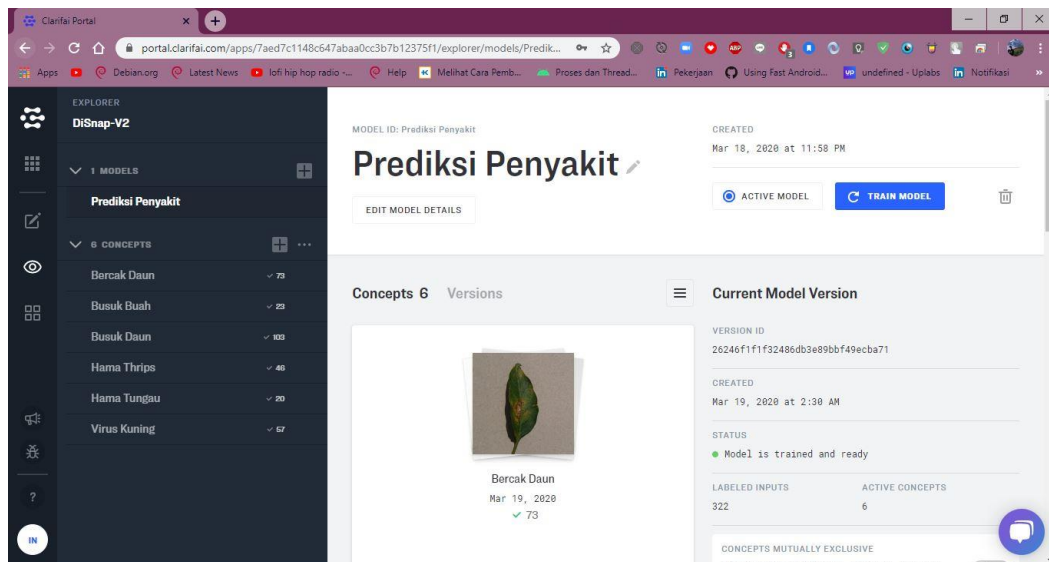 Clarifai Portal
portal.clarifai.com/apps/7aed7c1148c647abaa0cc3b7b12375f1/explorer/models/Predik...
Apps
Debian.org
Latest News
lofi hip hop radio -...
Help
Melihat Cara Pemb...
Proses dan Thread...
Pekerjaan
Using Fast Android...
undefined - Uplabs
Notifikasi
EXPLORER
DiSnap-V2
1 MODELS
Prediksi Penyakit
6 CONCEPTS
Bercak Daun 73
Busuk Buah 23
Busuk Daun 103
Hama Thrips 46
Hama Tungau 20
Virus Kuning 57
?
IN
MODEL ID: Prediksi Penyakit
Prediksi Penyakit
EDIT MODEL DETAILS
CREATED
Mar 18, 2020 at 11:58 PM
ACTIVE MODEL
TRAIN MODEL
Concepts 6 Versions
Bercak Daun
Mar 19, 2020
73
Current Model Version
VERSION ID
26246f1f1f32486db3e89bbf49ecba71
CREATED
Mar 19, 2020 at 2:30 AM
STATUS
Model is trained and ready
LABELED INPUTS ACTIVE CONCEPTS
322 6
CONCEPTS MUTUALLY EXCLUSIVE